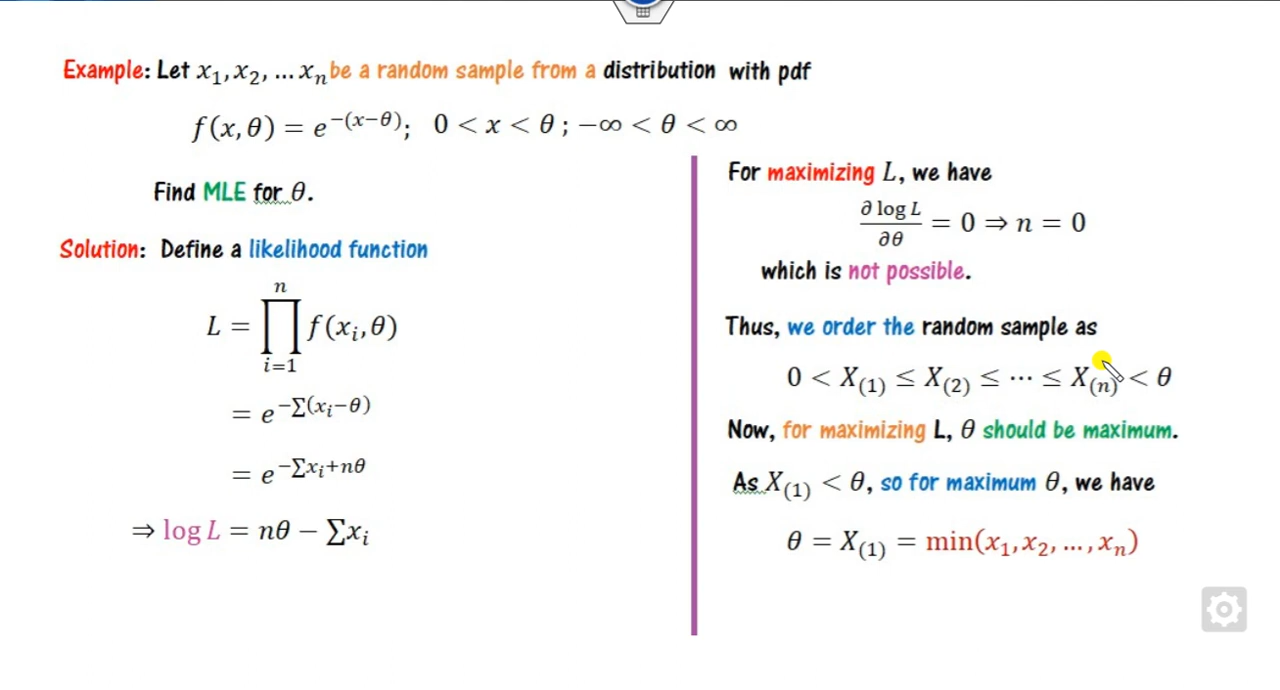 Example: Let x₁, x₂, … xₙ be a random sample from a distribution with pdf
f(x, θ) = e^{−(x−θ)}; 0 < x < θ ; −∞ < θ < ∞
Find MLE for θ.
Solution: Define a likelihood function
L = ∏_{i=1}^{n} f(xᵢ, θ)
= e^{−∑(xᵢ−θ)}
= e^{−∑xᵢ+nθ}
⇒ log L = nθ − ∑xᵢ
For maximizing L, we have
∂ log L / ∂θ = 0 ⇒ n = 0
which is not possible.
Thus, we order the random sample as
0 < X₍₁₎ ≤ X₍₂₎ ≤ ⋯ ≤ X₍ₙ₎ < θ
Now, for maximizing L, θ should be maximum.
As X₍₁₎ < θ, so for maximum θ, we have
θ = X₍₁₎ = min(x₁, x₂, … , xₙ)